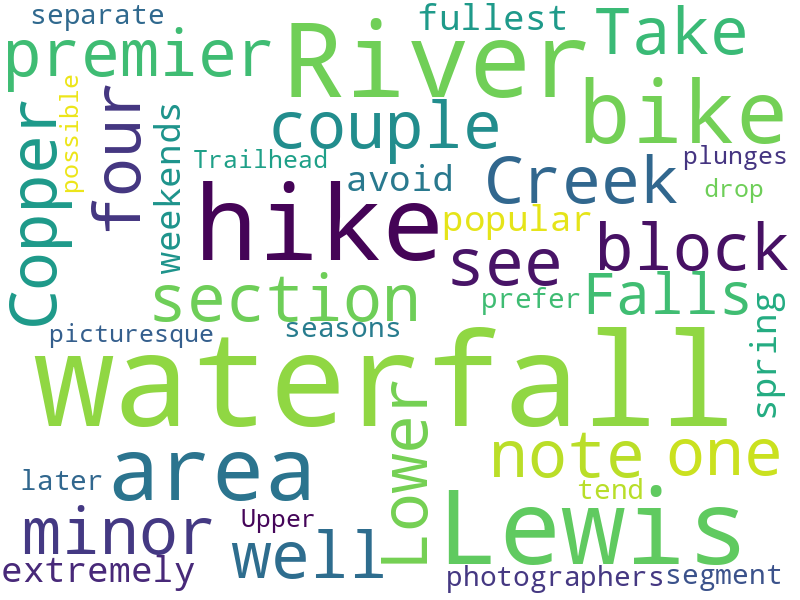 separate
fullest
premier
River
Take
possible
Copper
four
weekends
couple
bike
Trailhead
avoid
Creek
plunges
drop
hike
popular
see
block
section
prefer
Falls
picturesque
seasons
spring
waterfall
Lower
area
note
one
later
tend
minor
Upper
well
Lewis
extremely
photographers
segment